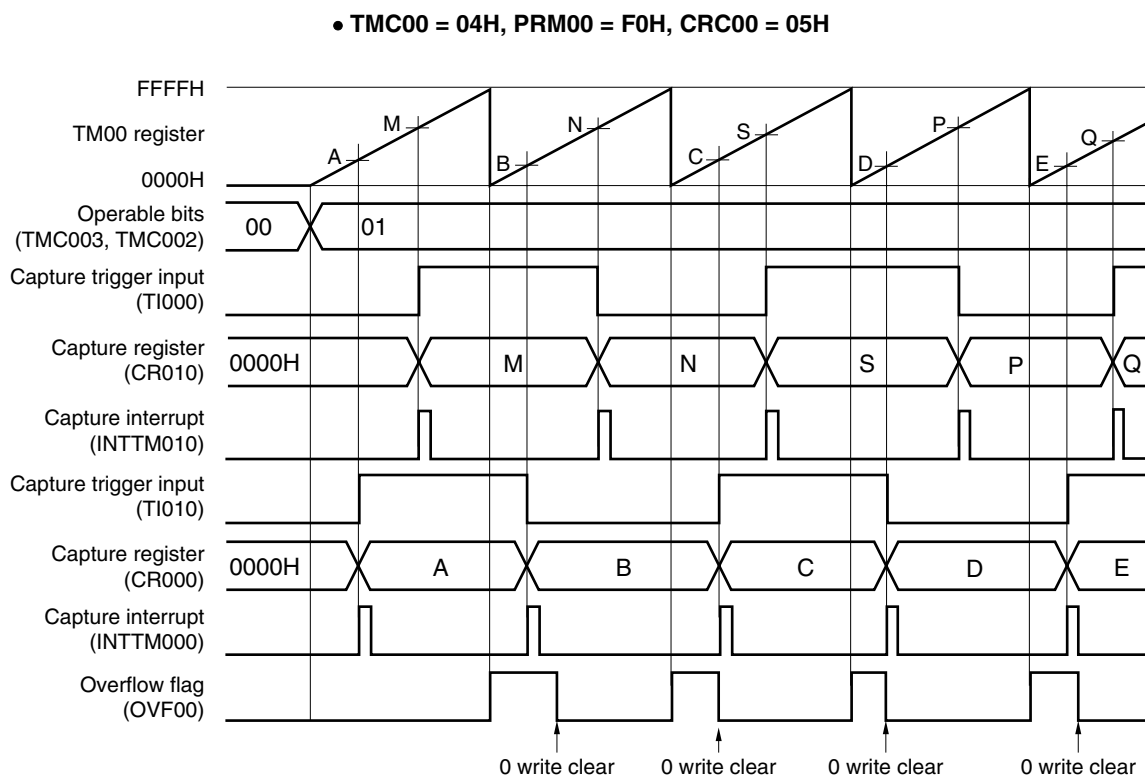 • TMC00 = 04H, PRM00 = F0H, CRC00 = 05H
FFFFH
TM00 register
0000H
A M B N C S D P E Q
Operable bits
(TMC003, TMC002)
00 01
Capture trigger input
(TI000)
Capture register
(CR010)
0000H M N S P Q
Capture interrupt
(INTTM010)
Capture trigger input
(TI010)
Capture register
(CR000)
0000H A B C D E
Capture interrupt
(INTTM000)
Overflow flag
(OVF00)
0 write clear 0 write clear 0 write clear 0 write clear